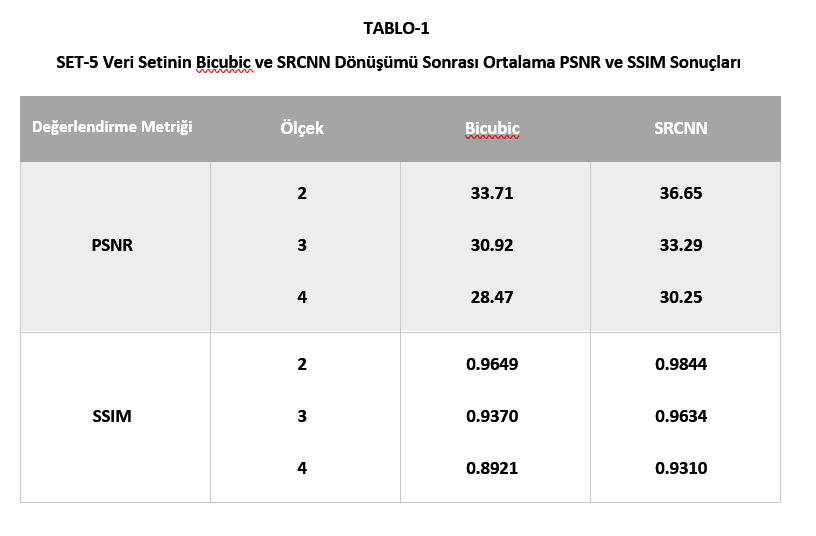 TABLO-1
SET-5 Veri Setinin Bicubic ve SRCNN Dönüşümü Sonrası Ortalama PSNR ve SSIM Sonuçları
Değerlendirme Metriği Ölçek Bicubic SRCNN
2 33.71 36.65
PSNR 3 30.92 33.29
4 28.47 30.25
2 0.9649 0.9844
SSIM 3 0.9370 0.9634
4 0.8921 0.9310